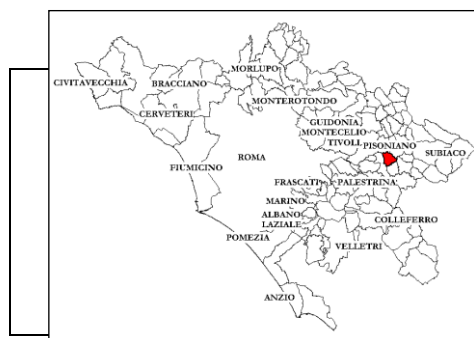 MORLUPO
CIVITAVECCHIA
BRACCIANO
MONTEROTONDO
CERVETERI
GUIDONIA
MONTECELIO
TIVOLI
PISONIANO
SUBIACO
ROMA
FIUMICINO
FRASCATI
PALESTRINA
MARINO
ALBANO
LAZIALE
COLLEFERRO
POMEZIA
VELLETRI
ANZIO